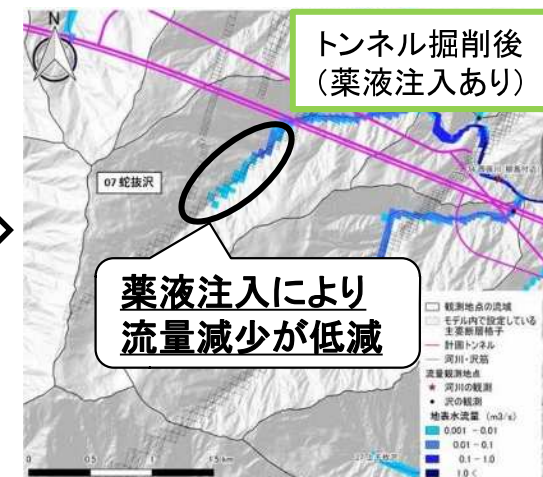 N
トンネル掘削後
(薬液注入あり)
07 蛇抜沢
薬液注入により
流量減少が低減
観測地点の流域
モデル内で設定している
主要断層格子
計画トンネル
河川・沢筋
流量観測地点
河川の観測
沢の観測
地表水流量 (m3/s)
0.001 - 0.01
0.01 - 0.1
0.1 - 1.0
1.0 <
0
0.5
1
1.5 km